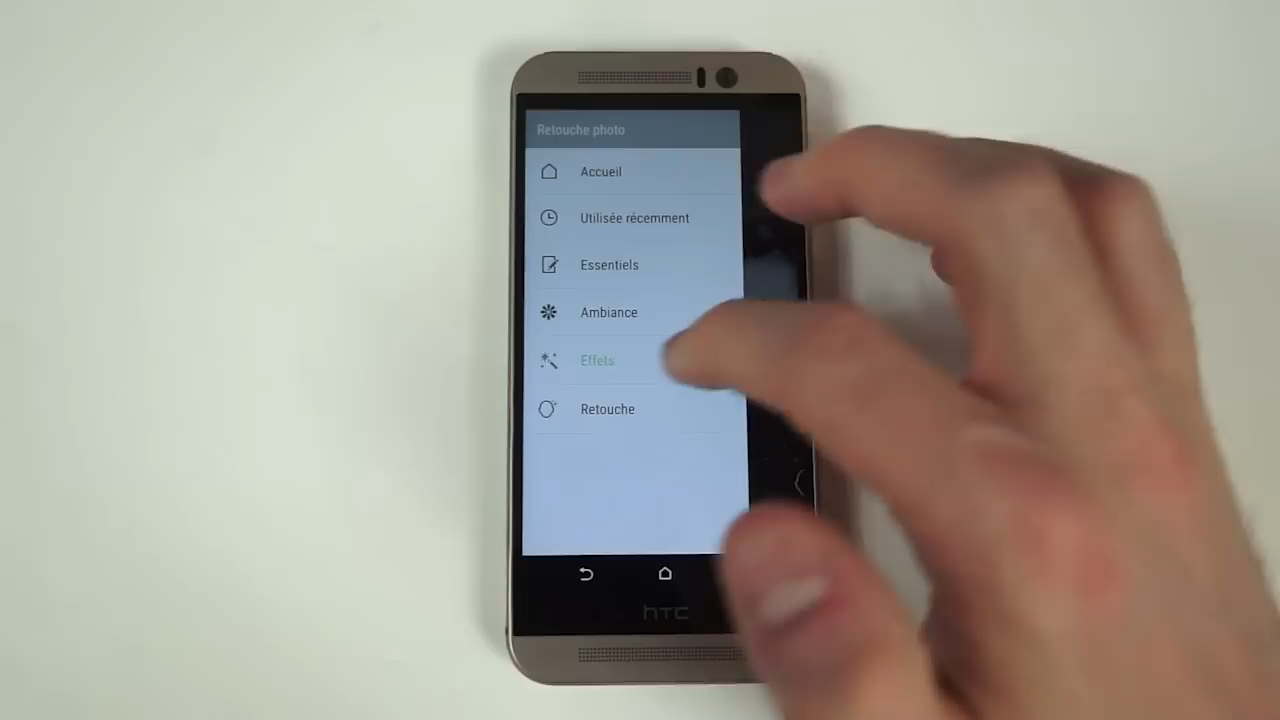 Retouche photo
Accueil
Utilisée récemment
Essentiels
Ambiance
Effets
Retouche
hTC